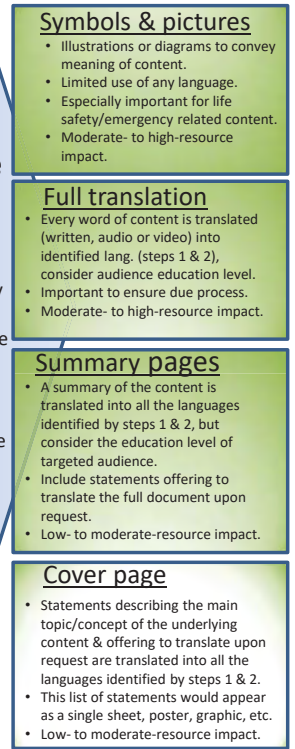 Symbols & pictures
• Illustrations or diagrams to convey
meaning of content.
• Limited use of any language.
• Especially important for life
safety/emergency related content.
• Moderate- to high-resource
impact.
Full translation
• Every word of content is translated
(written, audio or video) into
identified lang. (steps 1 & 2),
consider audience education level.
• Important to ensure due process.
• Moderate- to high-resource impact.
Summary pages
• A summary of the content is
translated into all the languages
identified by steps 1 & 2, but
consider the education level of
targeted audience.
• Include statements offering to
translate the full document upon
request.
• Low- to moderate-resource impact.
Cover page
• Statements describing the main
topic/concept of the underlying
content & offering to translate upon
request are translated into all the
languages identified by steps 1 & 2.
• This list of statements would appear
as a single sheet, poster, graphic, etc.
• Low- to moderate-resource impact.